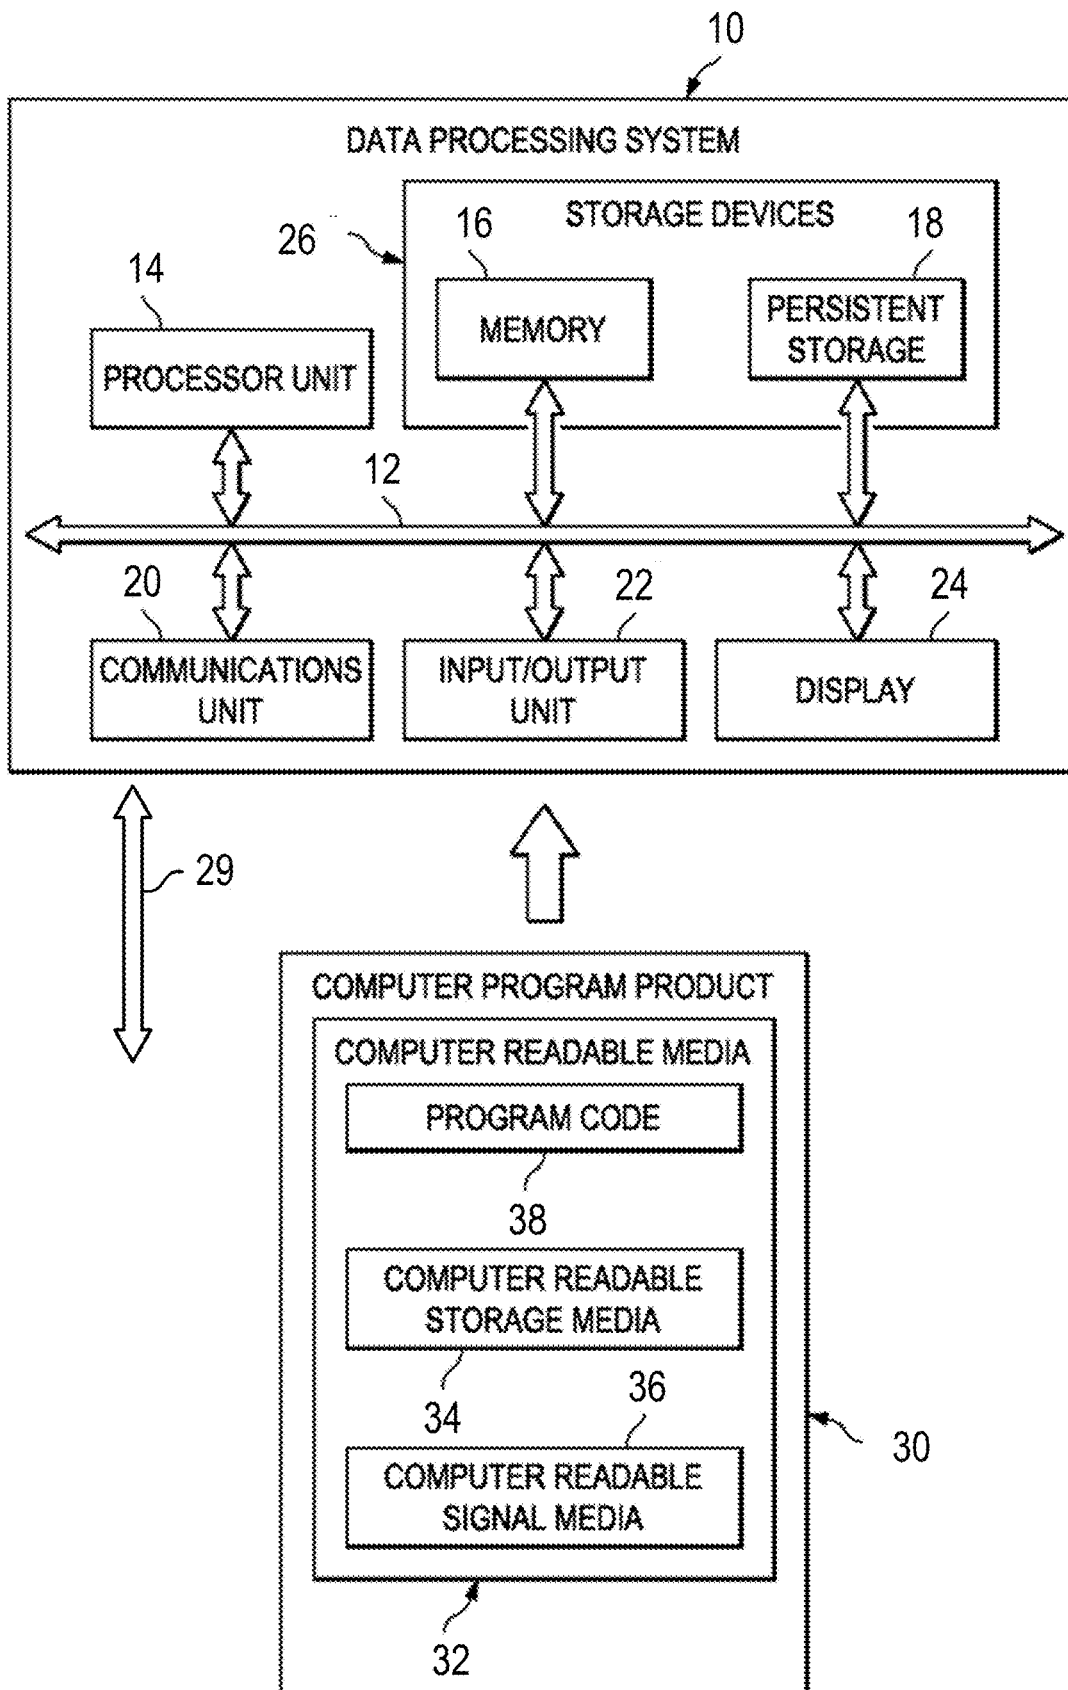 10
DATA PROCESSING SYSTEM
STORAGE DEVICES
26
16
18
14
MEMORY
PERSISTENT
STORAGE
PROCESSOR UNIT
12
20
22
24
COMMUNICATIONS
UNIT
INPUT/OUTPUT
UNIT
DISPLAY
29
COMPUTER PROGRAM PRODUCT
COMPUTER READABLE MEDIA
PROGRAM CODE
38
COMPUTER READABLE
STORAGE MEDIA
34
36
30
COMPUTER READABLE
SIGNAL MEDIA
32